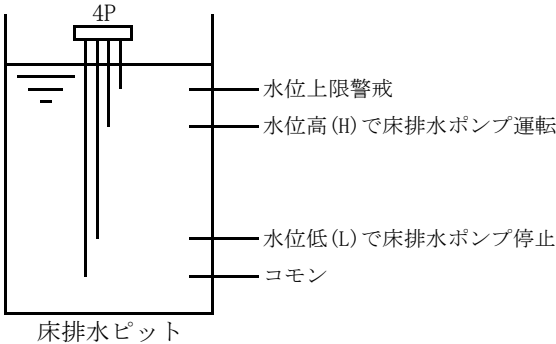 4P
水位上限警戒
水位高(H)で床排水ポンプ運転
水位低(L)で床排水ポンプ停止
コモン
床排水ピット